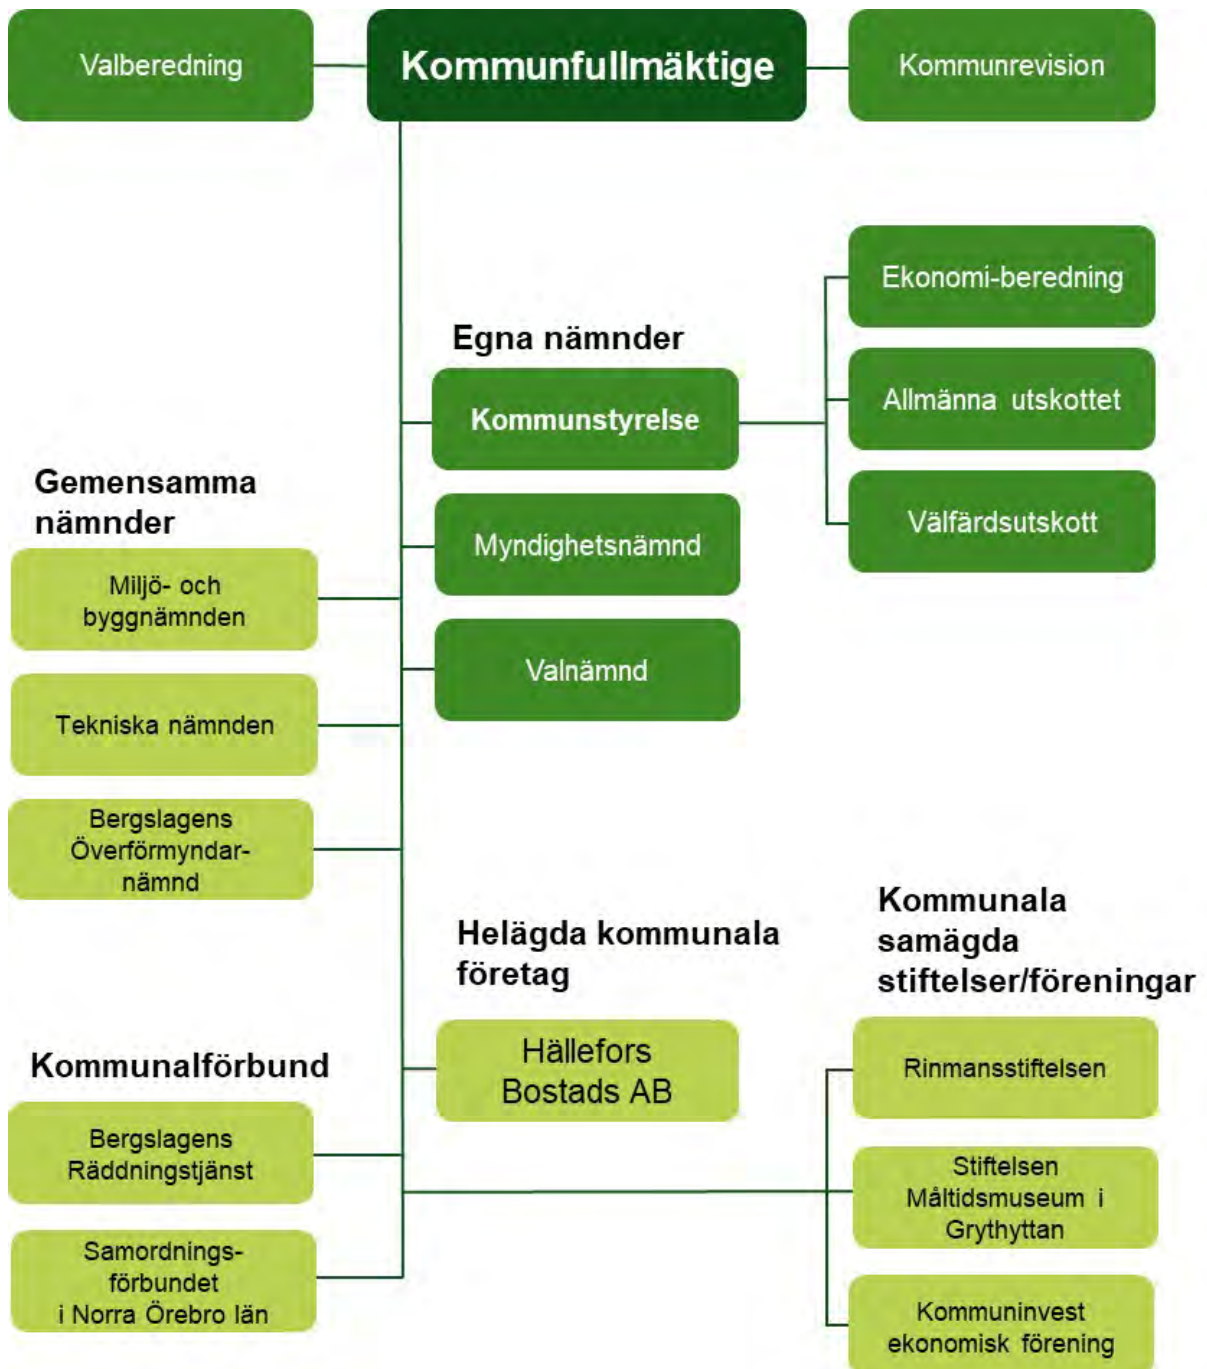 Valberedning
Kommunfullmäktige
Kommunrevision
Egna nämnder
Kommunstyrelse
Myndighetsnämnd
Valnämnd
Ekonomi-beredning
Allmänna utskottet
Välfärdsutskott
Gemensamma
nämnder
Miljö- och
byggnämnden
Tekniska nämnden
Bergslagens
Överförmyndar-
nämnd
Helägda kommunala
företag
Hällefors
Bostads AB
Kommunala
samägda
stiftelser/föreningar
Rinmansstiftelsen
Stiftelsen
Måltidsmuseum i
Grythyttan
Kommuninvest
ekonomisk förening
Kommunalförbund
Bergslagens
Räddningstjänst
Samordnings-
förbundet
i Norra Örebro län